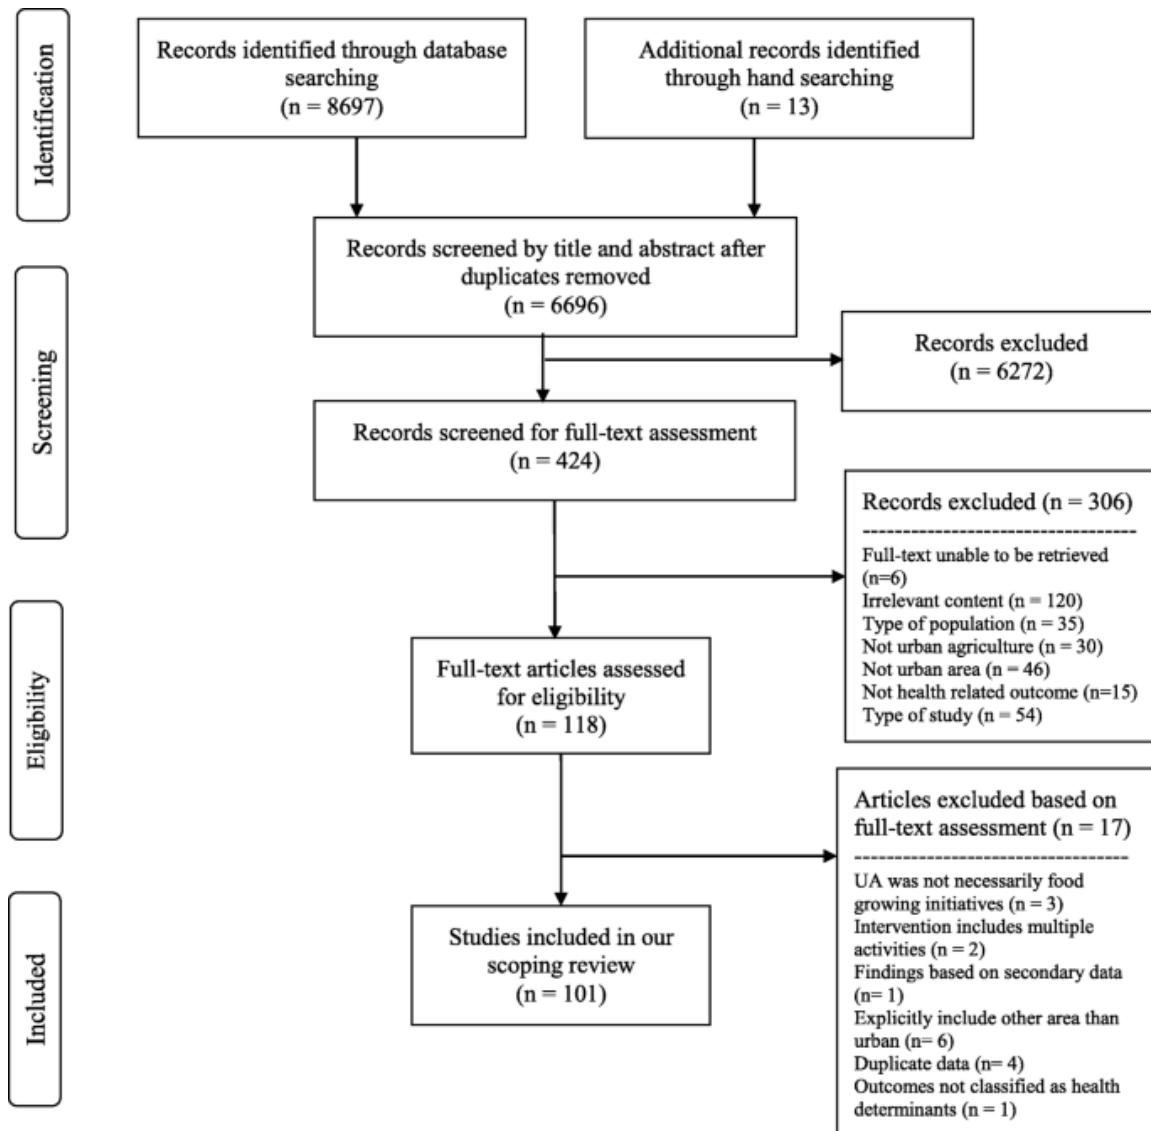 Identification
Records identified through database
searching
(n = 8697)
Additional records identified
through hand searching
(n = 13)
Records screened by title and abstract after
duplicates removed
(n = 6696)
Screening
Records excluded
(n = 6272)
Records screened for full-text assessment
(n = 424)
Records excluded (n = 306)
----------------------------------
Full-text unable to be retrieved
(n=6)
Irrelevant content (n = 120)
Type of population (n = 35)
Not urban agriculture (n = 30)
Not urban area (n = 46)
Not health related outcome (n=15)
Type of study (n = 54)
Eligibility
Full-text articles assessed
for eligibility
(n = 118)
Articles excluded based on
full-text assessment (n = 17)
----------------------------------
UA was not necessarily food
growing initiatives (n = 3)
Intervention includes multiple
activities (n = 2)
Findings based on secondary data
(n= 1)
Explicitly include other area than
urban (n= 6)
Duplicate data (n= 4)
Outcomes not classified as health
determinants (n = 1)
Included
Studies included in our
scoping review
(n = 101)